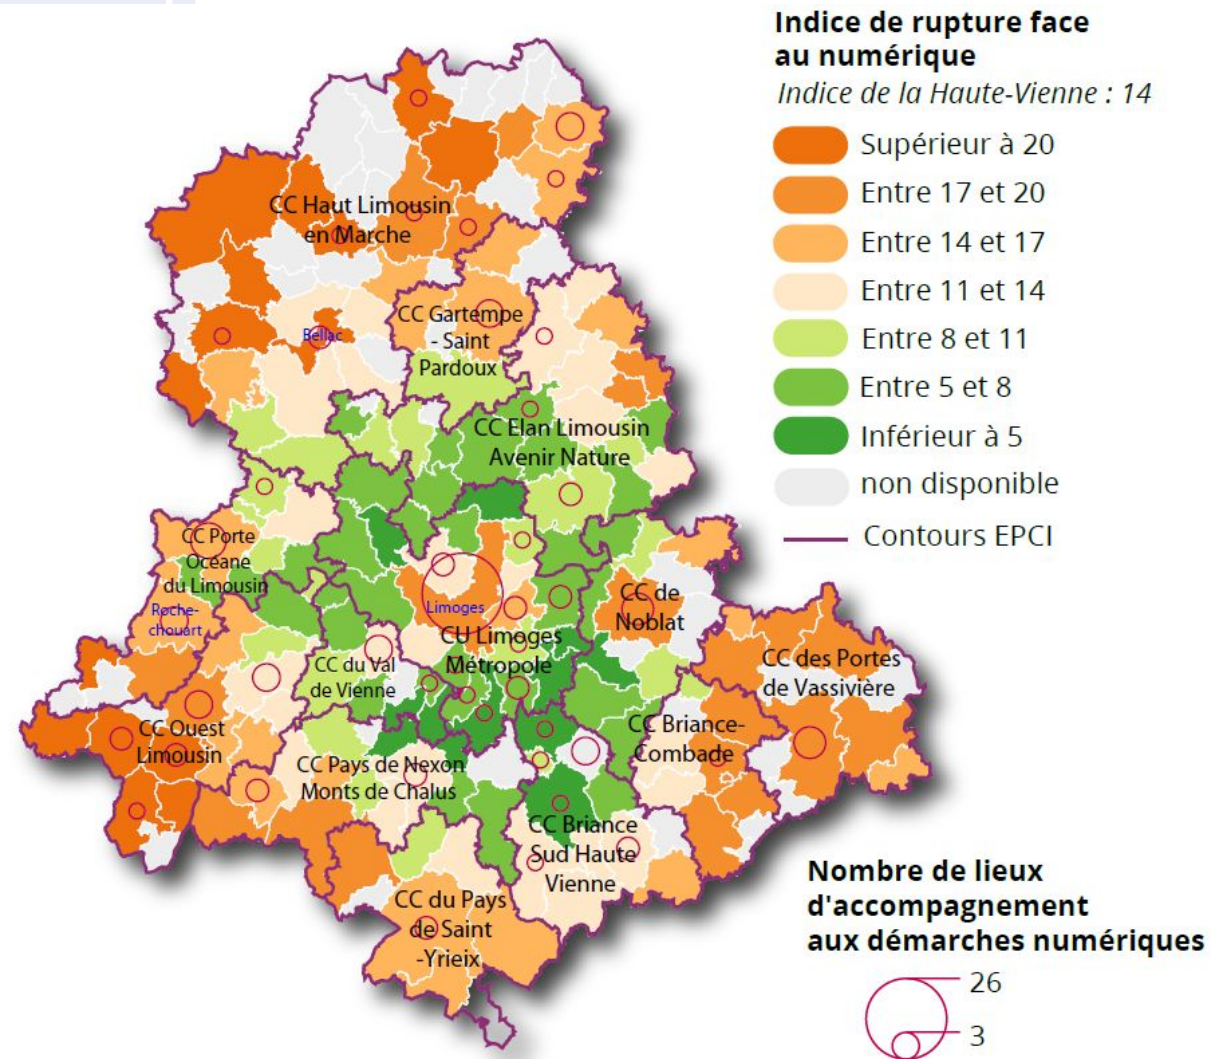 Indice de rupture face
au numérique
Indice de la Haute-Vienne : 14
Supérieur à 20
Entre 17 et 20
Entre 14 et 17
Entre 11 et 14
Entre 8 et 11
Entre 5 et 8
Inférieur à 5
non disponible
Contours EPCI
CC Haut Limousin
en Marche
CC Gartempe
- Saint
Pardoux
Bellac
CC Elan Limousin
Avenir Nature
CC Porte
Océane
du Limousin
Roche-
chouart
Limoges
CC de
Noblat
CU Limoges
Métropole
CC du Val
de Vienne
CC des Portes
de Vassivière
CC Ouest
Limousin
CC Briance-
Combade
CC Pays de Nexon
Monts de Chalus
CC Briance
Sud Haute
Vienne
CC du Pays
de Saint
-Yrieix
Nombre de lieux
d'accompagnement
aux démarches numériques
26
3